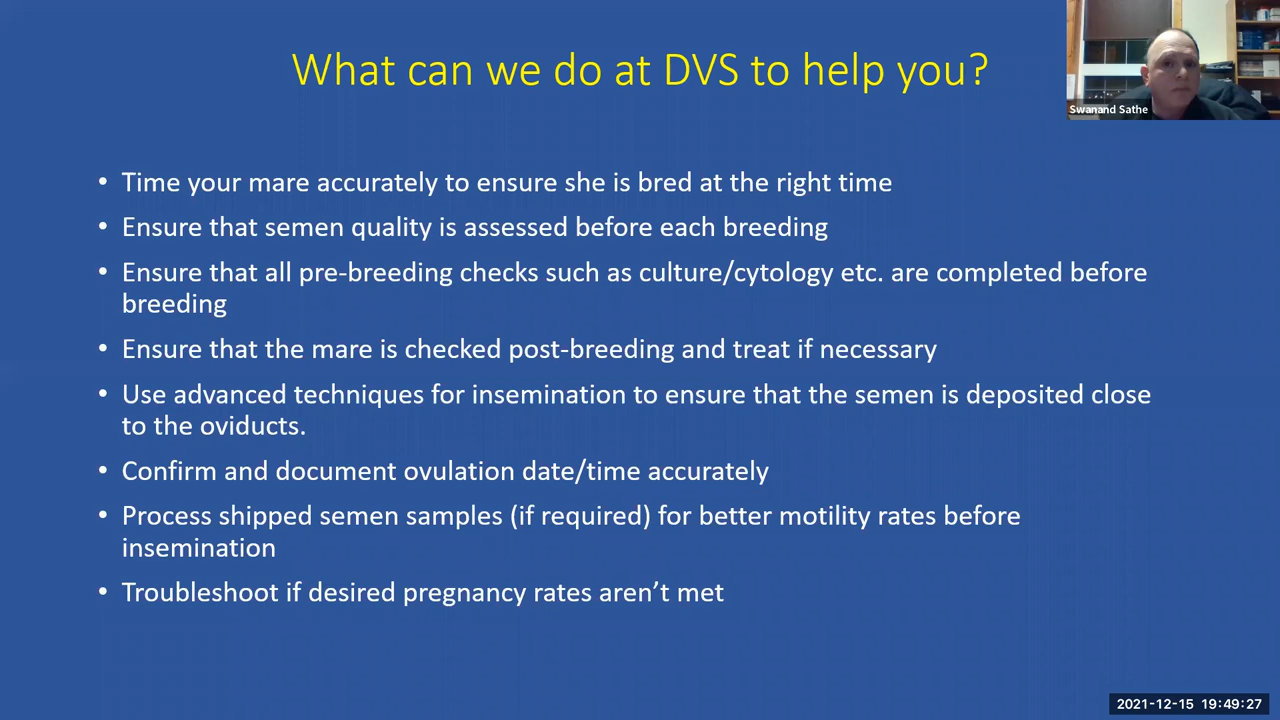 What can we do at DVS to help you?
Swanand Sathe
• Time your mare accurately to ensure she is bred at the right time
• Ensure that semen quality is assessed before each breeding
• Ensure that all pre-breeding checks such as culture/cytology etc. are completed before
breeding
• Ensure that the mare is checked post-breeding and treat if necessary
• Use advanced techniques for insemination to ensure that the semen is deposited close
to the oviducts.
• Confirm and document ovulation date/time accurately
• Process shipped semen samples (if required) for better motility rates before
insemination
• Troubleshoot if desired pregnancy rates aren’t met
2021-12-15 19:49:27